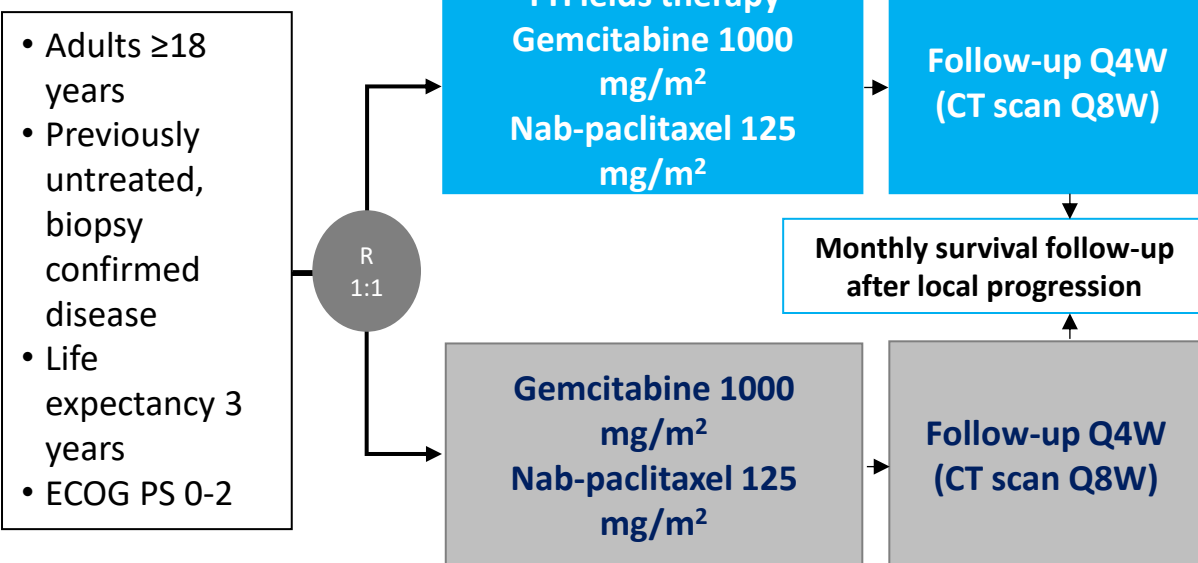 • Adults ≥18
years
• Previously
untreated,
biopsy
confirmed
disease
• Life
expectancy 3
years
• ECOG PS 0-2
R
1:1
therapy
Gemcitabine 1000
mg/m²
Nab-paclitaxel 125
mg/m²
Follow-up Q4W
(CT scan Q8W)
Monthly survival follow-up
after local progression
Gemcitabine 1000
mg/m²
Nab-paclitaxel 125
mg/m²
Follow-up Q4W
(CT scan Q8W)